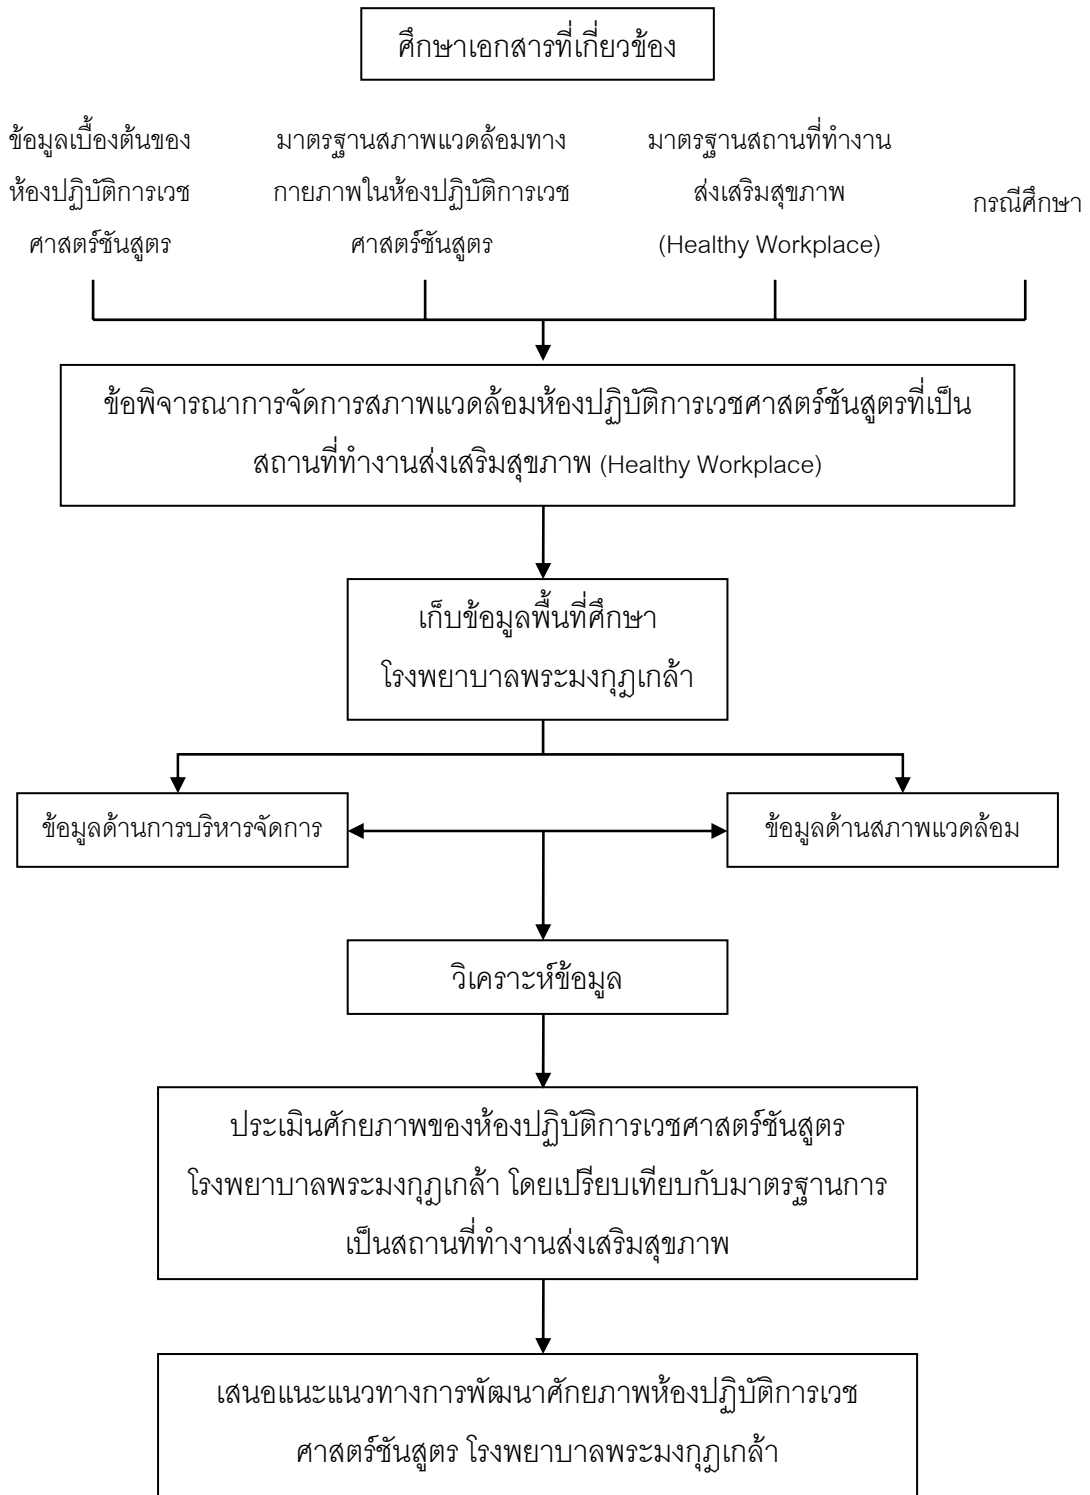 ศึกษาเอกสารที่เกี่ยวข้อง
ข้อมูลเบื้องต้นของ
ห้องปฏิบัติการเวช
ศาสตร์ชันสูตร
มาตรฐานสภาพแวดล้อมทาง
กายภาพในห้องปฏิบัติการเวช
ศาสตร์ชันสูตร
มาตรฐานสถานที่ทำงาน
ส่งเสริมสุขภาพ
(Healthy Workplace)
กรณีศึกษา
ข้อพิจารณาการจัดการสภาพแวดล้อมห้องปฏิบัติการเวชศาสตร์ชันสูตรที่เป็น
สถานที่ทำงานส่งเสริมสุขภาพ (Healthy Workplace)
เก็บข้อมูลพื้นที่ศึกษา
โรงพยาบาลพระมงกุฎเกล้า
ข้อมูลด้านการบริหารจัดการ
ข้อมูลด้านสภาพแวดล้อม
วิเคราะห์ข้อมูล
ประเมินศักยภาพของห้องปฏิบัติการเวชศาสตร์ชันสูตร
โรงพยาบาลพระมงกุฎเกล้า โดยเปรียบเทียบกับมาตรฐานการ
เป็นสถานที่ทำงานส่งเสริมสุขภาพ
เสนอแนะแนวทางการพัฒนาศักยภาพห้องปฏิบัติการเวช
ศาสตร์ชันสูตร โรงพยาบาลพระมงกุฎเกล้า